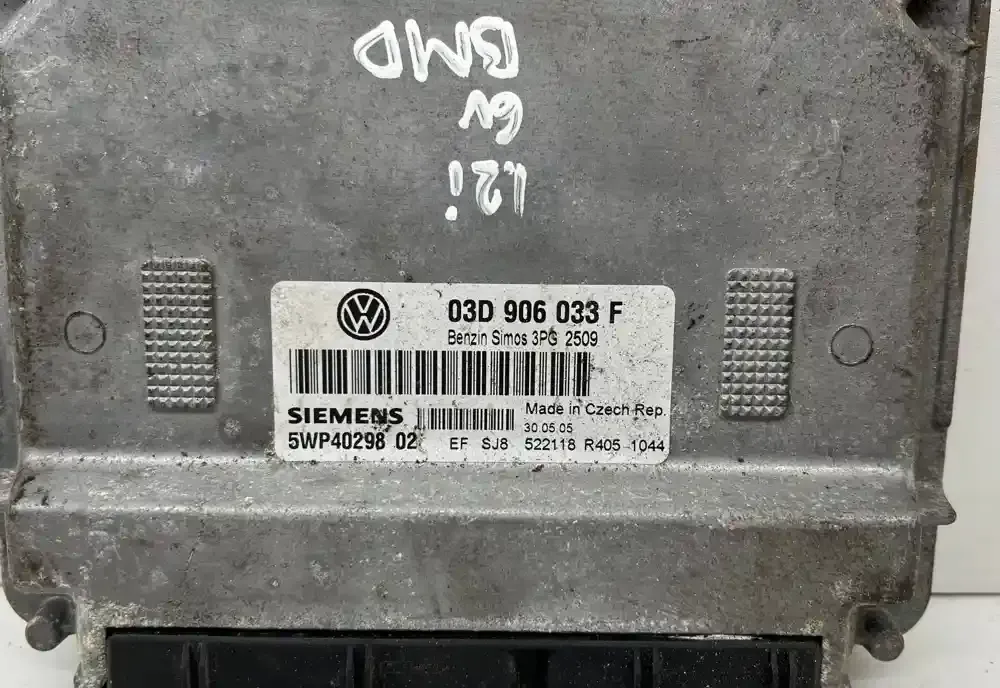 BMD
6V
1.2i
03D 906 033 F
Benzin Simos 3PG 2509
SIEMENS
Made in Czech Rep.
30.05.05
5WP40298 02 EF SJ8 522118 R405 1044